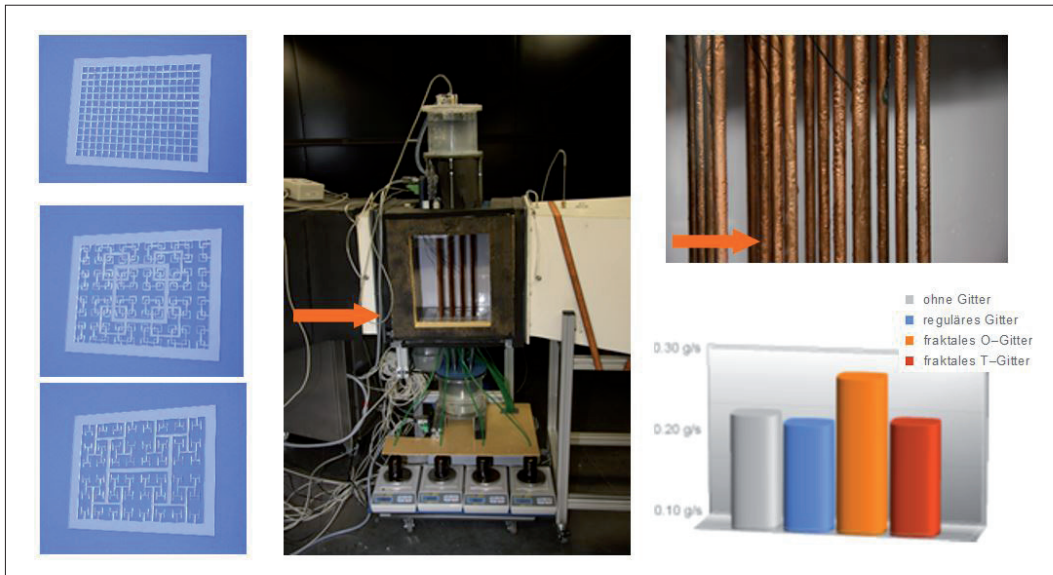 ohne Gitter
reguläres Gitter
fraktales O–Gitter
fraktales T–Gitter
0.30 g/s
0.20 g/s
0.10 g/s